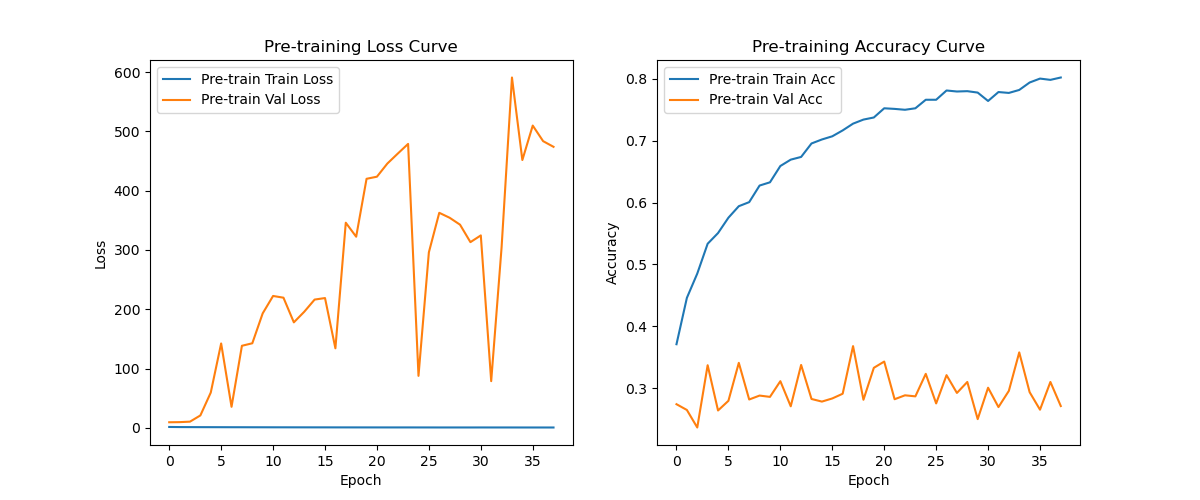 Pre-training Loss Curve
Pre-train Train Loss
Pre-train Val Loss
600
500
400
300
200
100
0
Loss
0 5 10 15 20 25 30 35
Epoch
Pre-training Accuracy Curve
Pre-train Train Acc
Pre-train Val Acc
0.8
0.7
0.6
0.5
0.4
0.3
Accuracy
0 5 10 15 20 25 30 35
Epoch